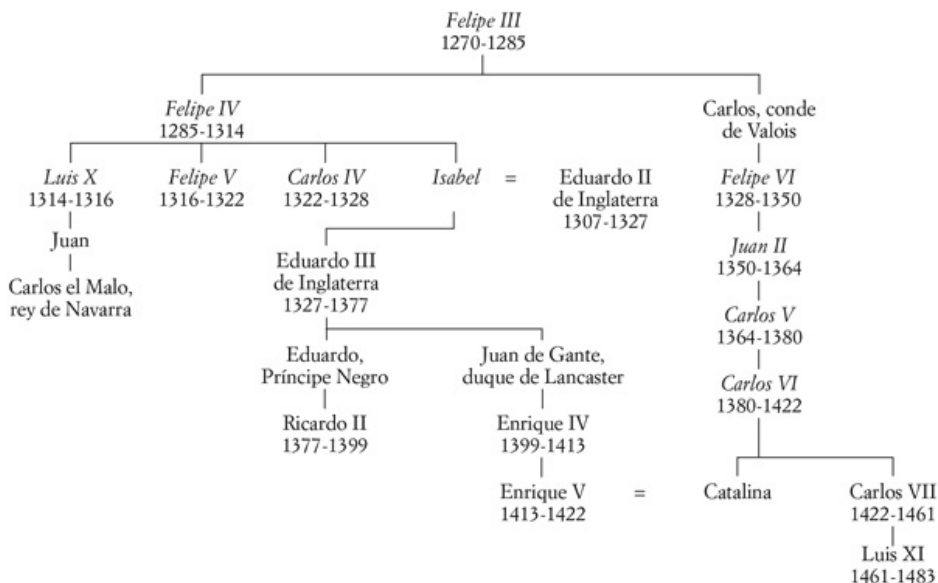 Felipe III
1270-1285
Felipe IV
1285-1314
Carlos, conde
de Valois
Luis X
1314-1316
Felipe V
1316-1322
Carlos IV
1322-1328
Isabel
=
Eduardo II
de Inglaterra
1307-1327
Felipe VI
1328-1350
Juan
Eduardo III
de Inglaterra
1327-1377
Juan II
1350-1364
Carlos el Malo,
rey de Navarra
Carlos V
1364-1380
Eduardo,
Príncipe Negro
Juan de Gante,
duque de Lancaster
Carlos VI
1380-1422
Ricardo II
1377-1399
Enrique IV
1399-1413
Enrique V
1413-1422
=
Catalina
Carlos VII
1422-1461
Luis XI
1461-1483